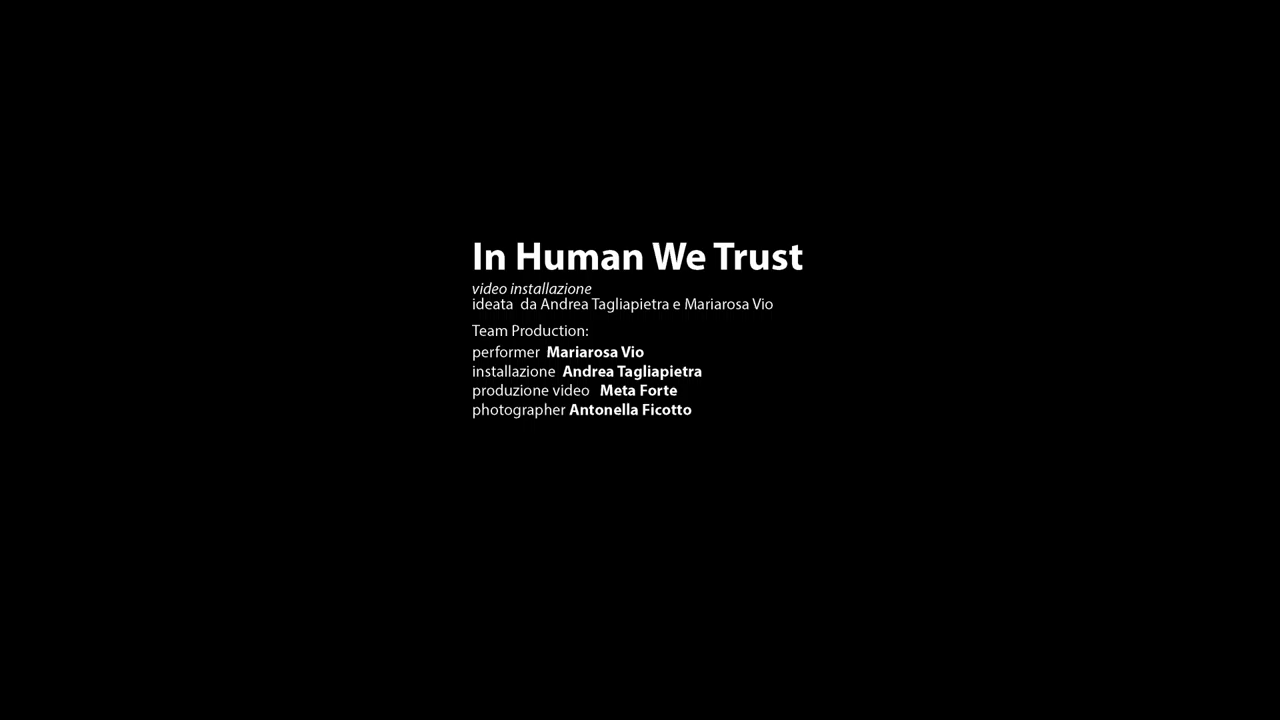 In Human We Trust
video installazione
ideata da Andrea Tagliapietra e Mariarosa Vio
Team Production:
performer Mariarosa Vio
installazione Andrea Tagliapietra
produzione video Meta Forte
photographer Antonella Ficotto